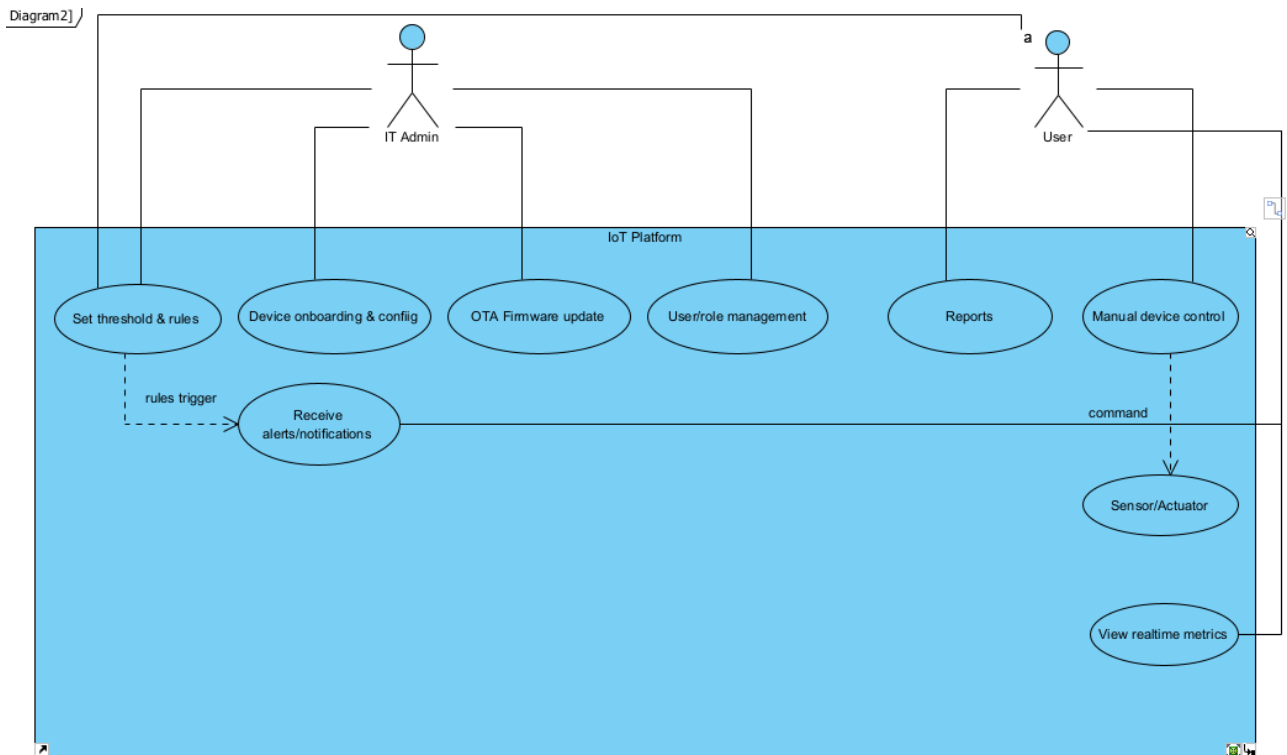 Diagram2]
a
IT Admin
User
IoT Platform
Set threshold & rules
Device onboarding & confiig
OTA Firmware update
User/role management
Reports
Manual device control
rules trigger
Receive
alerts/notifications
command
Sensor/Actuator
View realtime metrics